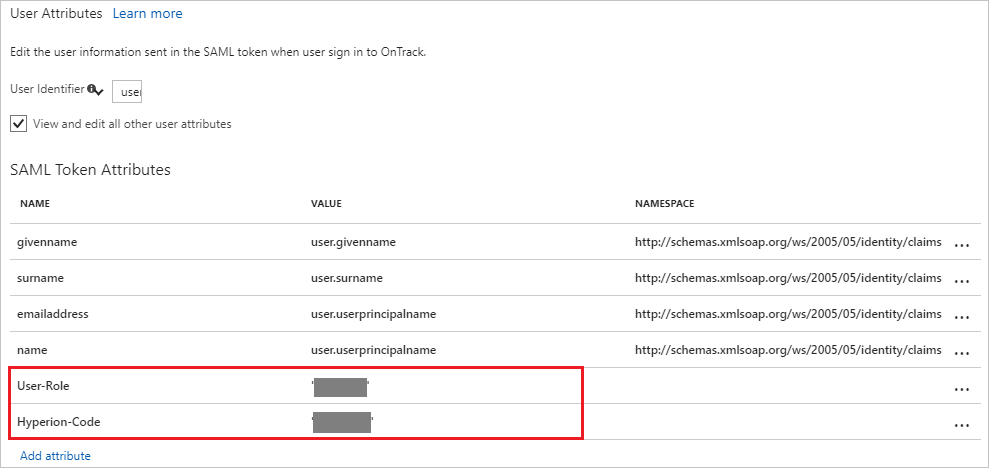 User Attributes Learn more
Edit the user information sent in the SAML token when user sign in to OnTrack.
User Identifier user
View and edit all other user attributes
SAML Token Attributes
NAME VALUE NAMESPACE
givenname user.givenname http://schemas.xmlsoap.org/ws/2005/05/identity/claims ...
surname user.surname http://schemas.xmlsoap.org/ws/2005/05/identity/claims ...
emailaddress user.userprincipalname http://schemas.xmlsoap.org/ws/2005/05/identity/claims ...
name user.userprincipalname http://schemas.xmlsoap.org/ws/2005/05/identity/claims ...
User-Role " ...
Hyperion-Code " ...
Add attribute